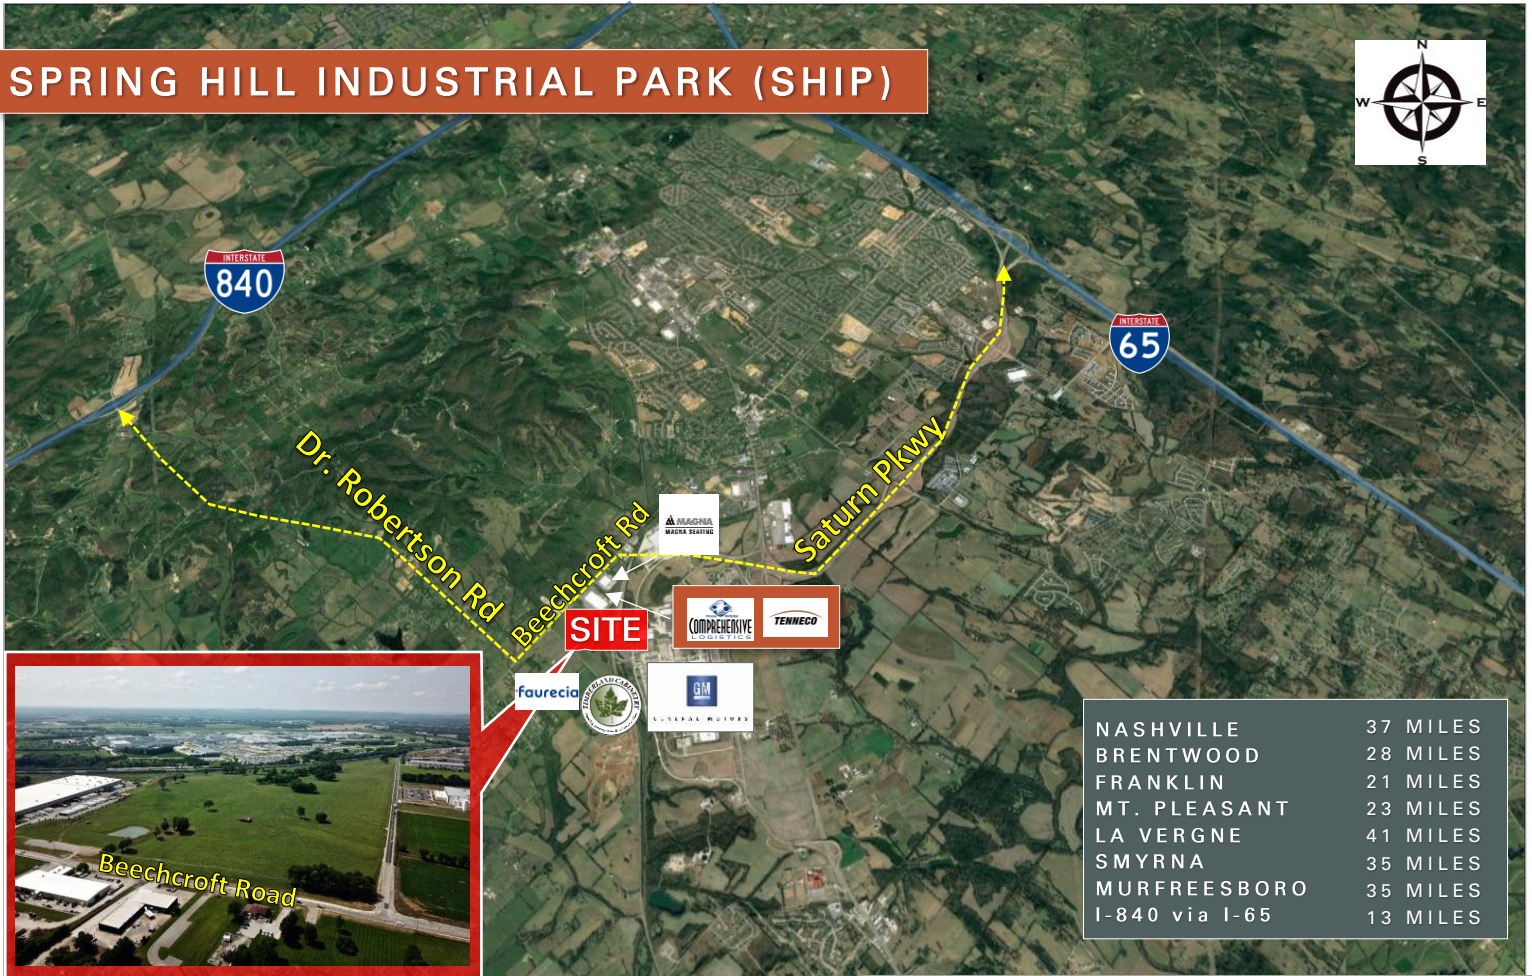 SPRING HILL INDUSTRIAL PARK (SHIP)
N
W E
S
INTERSTATE
840
INTERSTATE
65
Dr. Robertson Rd
Beechcroft Rd
Saturn Pkwy
MAGNA
MAGNA SEATING
SITE
COMPREHENSIVE
LOGISTICS
TENNECO
faurecia
TIMBERLAND CABINETRY
GM
GENERAL MOTORS
Beechcroft Road
NASHVILLE 37 MILES
BRENTWOOD 28 MILES
FRANKLIN 21 MILES
MT. PLEASANT 23 MILES
LA VERGNE 41 MILES
SMYRNA 35 MILES
MURFREESBORO 35 MILES
I-840 via I-65 13 MILES